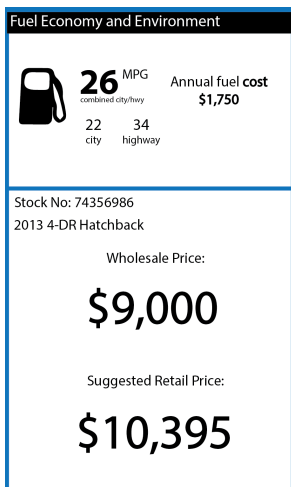 Fuel Economy and Environment
26 MPG
combined city/hwy
22 34
city highway
Annual fuel cost
$1,750
Stock No: 74356986
2013 4-DR Hatchback
Wholesale Price:
$9,000
Suggested Retail Price:
$10,395